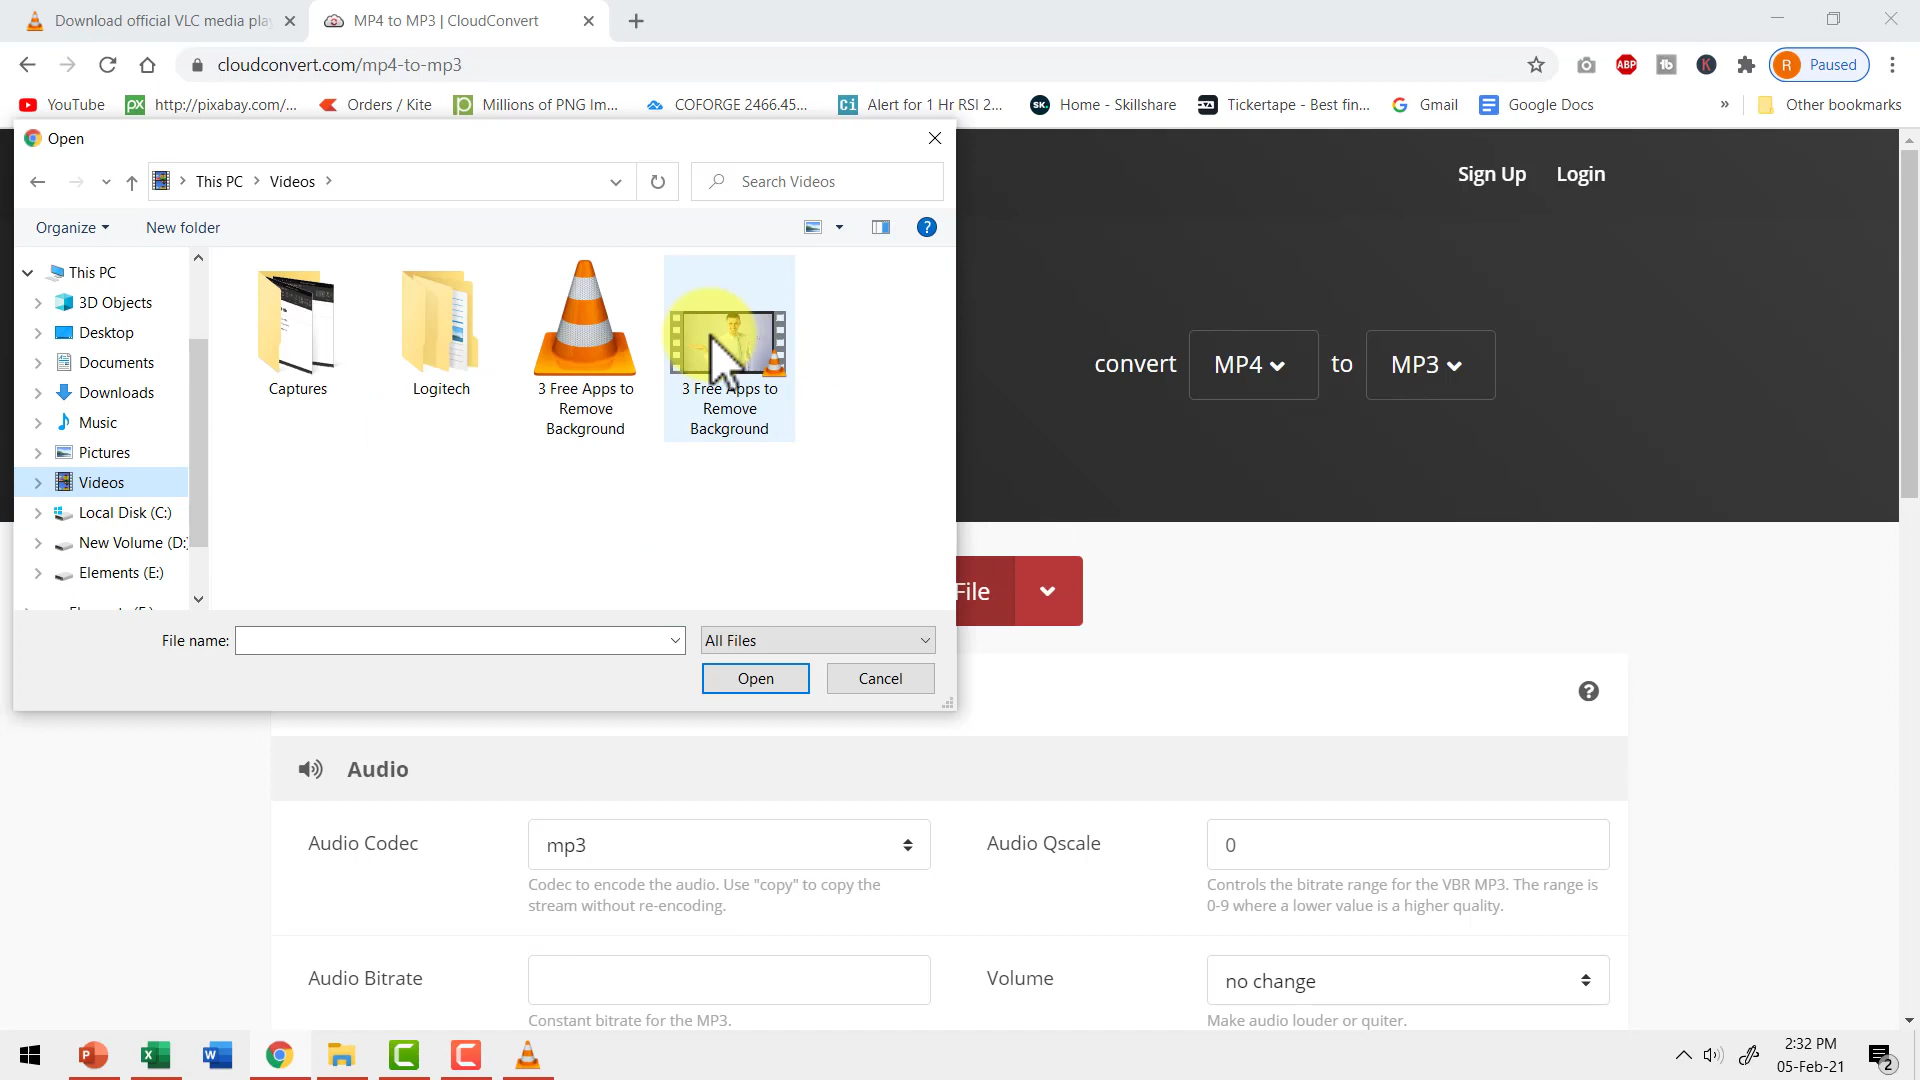 Download official VLC media pla
MP4 to MP3 | CloudConvert
cloudconvert.com/mp4-to-mp3
ABP
R
Paused
YouTube
http://pixabay.com/...
Orders / Kite
Millions of PNG Im...
COFORGE 2466.45...
Alert for 1 Hr RSI 2...
Home - Skillshare
Tickertape - Best fin...
Gmail
Google Docs
»
Other bookmarks
Open
This PC
Videos
Search Videos
Organize
New folder
This PC
3D Objects
Desktop
Documents
Downloads
Music
Pictures
Videos
Local Disk (C:)
New Volume (D:
Elements (E:)
Captures
Logitech
3 Free Apps to
Remove
Background
3 Free Apps to
Remove
Background
File name:
All Files
Open
Cancel
Sign Up
Login
convert
MP4
to
MP3
File
Audio
Audio Codec
mp3
Codec to encode the audio. Use "copy" to copy the
stream without re-encoding.
Audio Qscale
0
Controls the bitrate range for the VBR MP3. The range is
0-9 where a lower value is a higher quality.
Audio Bitrate
Constant bitrate for the MP3.
Volume
no change
Make audio louder or quiter.
2:32 PM
05-Feb-21
2